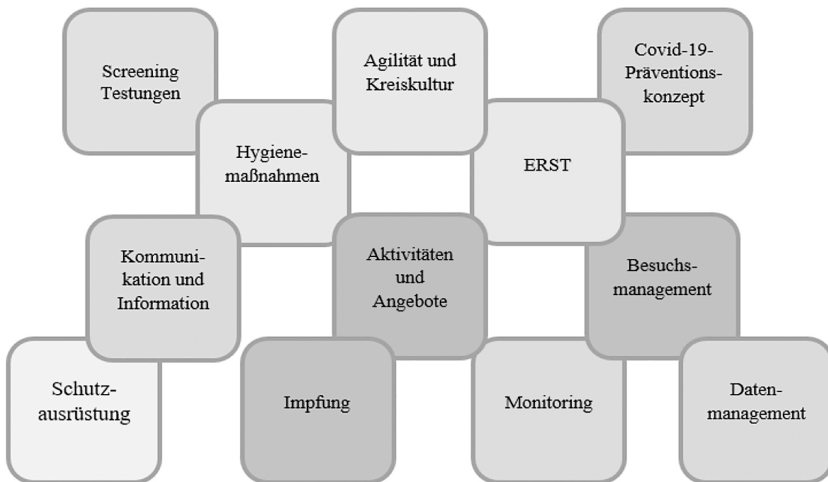 Screening
Testungen
Agilität und
Kreiskultur
Covid-19-
Präventions-
konzept
Hygiene-
maßnahmen
ERST
Kommuni-
kation und
Information
Aktivitäten
und
Angebote
Besuchs-
management
Schutz-
ausrüstung
Impfung
Monitoring
Daten-
management